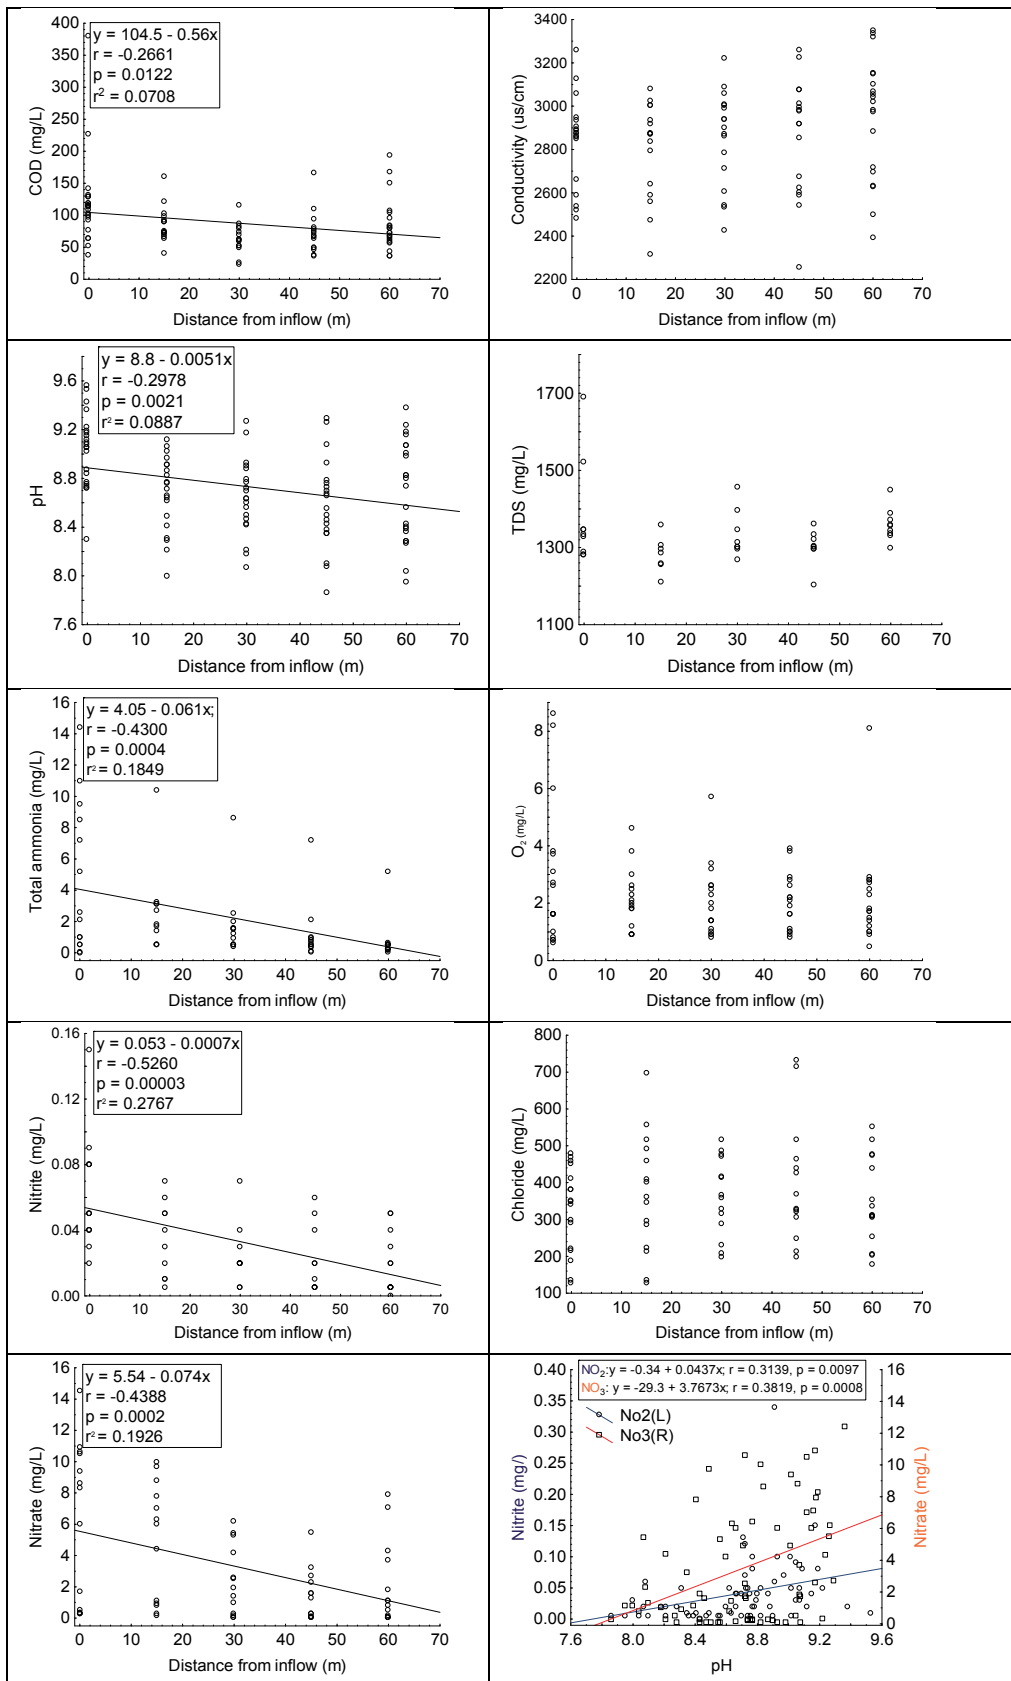 400
350
300
250
200
150
100
50
0
COD (mg/L)
y = 104.5 - 0.56x
r = -0.2661
p = 0.0122
r² = 0.0708
0 10 20 30 40 50 60 70
Distance from inflow (m)
3400
3200
3000
2800
2600
2400
2200
Conductivity (us/cm)
0 10 20 30 40 50 60 70
Distance from inflow (m)
9.6
9.2
8.8
8.4
8.0
7.6
pH
y = 8.8 - 0.0051x
r = -0.2978
p = 0.0021
r² = 0.0887
0 10 20 30 40 50 60 70
Distance from inflow (m)
1700
1500
1300
1100
TDS (mg/L)
0 10 20 30 40 50 60 70
Distance from inflow (m)
16
14
12
10
8
6
4
2
0
Total ammonia (mg/L)
y = 4.05 - 0.061x;
r = -0.4300
p = 0.0004
r² = 0.1849
0 10 20 30 40 50 60 70
Distance from inflow (m)
8
6
4
2
0
O₂ (mg/L)
0 10 20 30 40 50 60 70
Distance from inflow (m)
0.16
0.12
0.08
0.04
0.00
Nitrite (mg/L)
y = 0.053 - 0.0007x
r = -0.5260
p = 0.00003
r² = 0.2767
0 10 20 30 40 50 60 70
Distance from inflow (m)
800
700
600
500
400
300
200
100
Chloride (mg/L)
0 10 20 30 40 50 60 70
Distance from inflow (m)
16
14
12
10
8
6
4
2
0
Nitrate (mg/L)
y = 5.54 - 0.074x
r = -0.4388
p = 0.0002
r² = 0.1926
0 10 20 30 40 50 60 70
Distance from inflow (m)
0.40
0.35
0.30
0.25
0.20
0.15
0.10
0.05
0.00
Nitrite (mg/)
NO₂:y = -0.34 + 0.0437x; r = 0.3139, p = 0.0097
NO₃: y = -29.3 + 3.7673x; r = 0.3819, p = 0.0008
No2(L)
No3(R)
16
14
12
10
8
6
4
2
0
Nitrate (mg/L)
7.6 8.0 8.4 8.8 9.2 9.6
pH